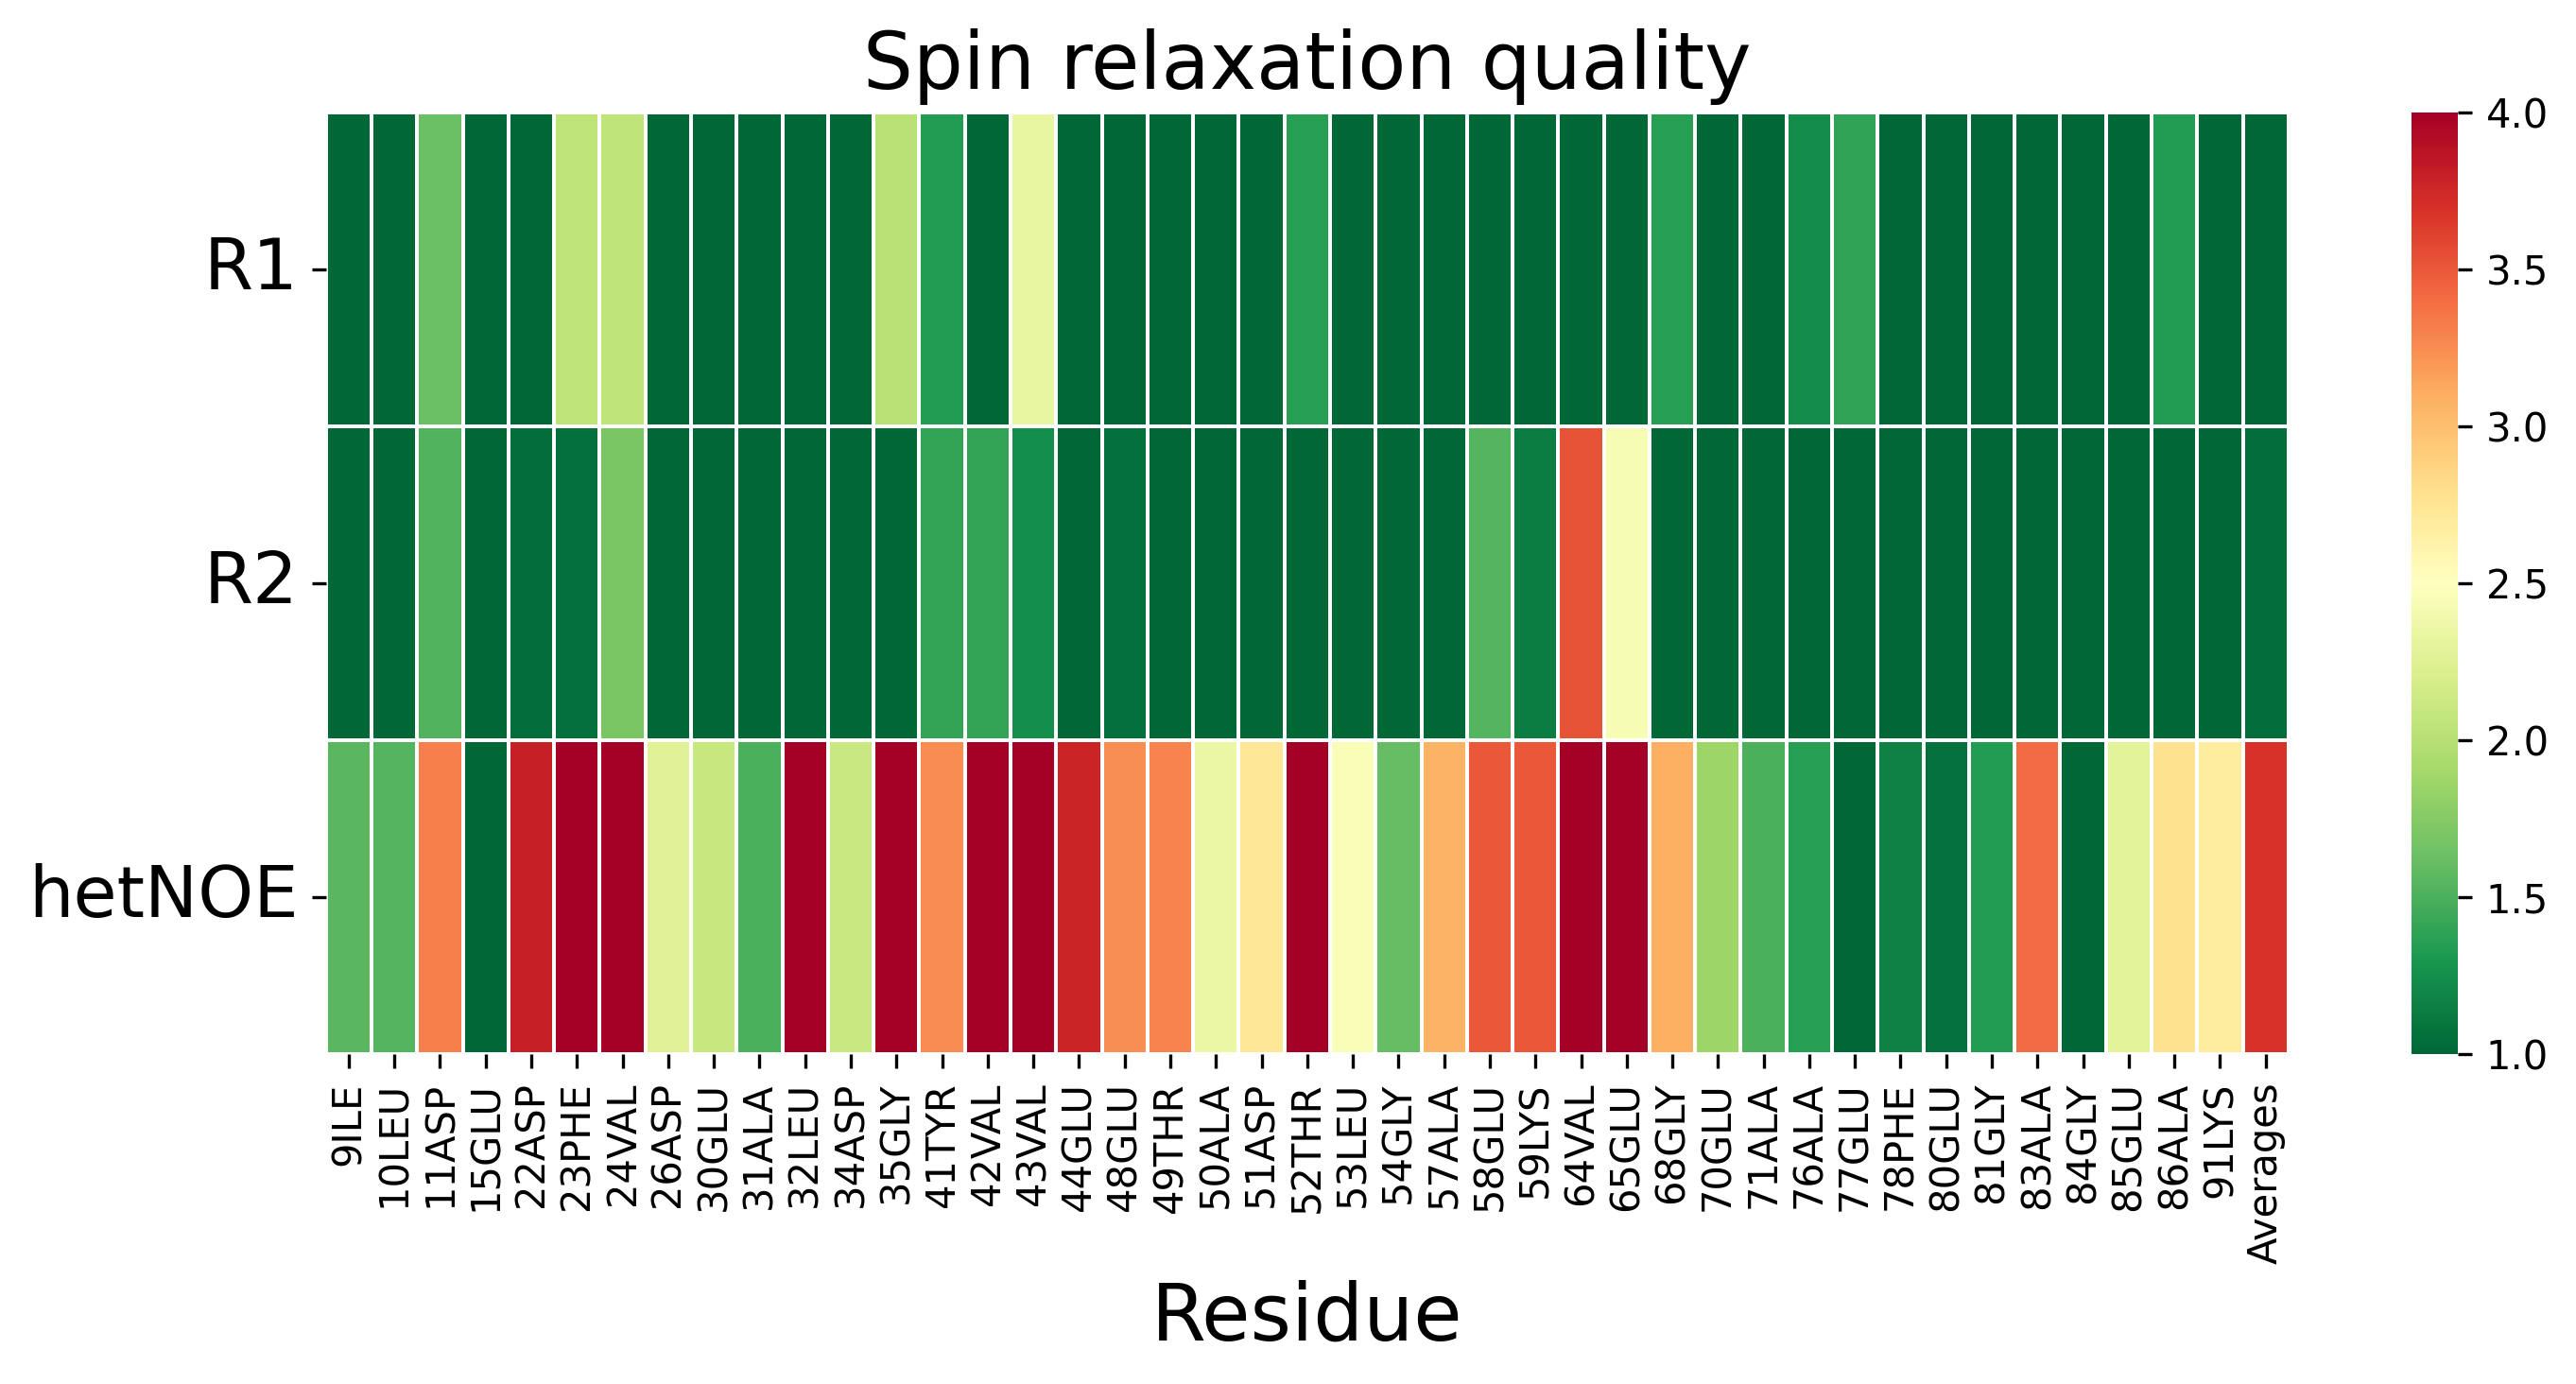 Spin relaxation quality
R1
R2
hetNOE
4.0
3.5
3.0
2.5
2.0
1.5
1.0
9ILE
10LEU
11ASP
15GLU
22ASP
23PHE
24VAL
26ASP
30GLU
31ALA
32LEU
34ASP
35GLY
41TYR
42VAL
43VAL
44GLU
48GLU
49THR
50ALA
51ASP
52THR
53LEU
54GLY
57ALA
58GLU
59LYS
64VAL
65GLU
68GLY
70GLU
71ALA
76ALA
77GLU
78PHE
80GLU
81GLY
83ALA
84GLY
85GLU
86ALA
91LYS
Averages
Residue